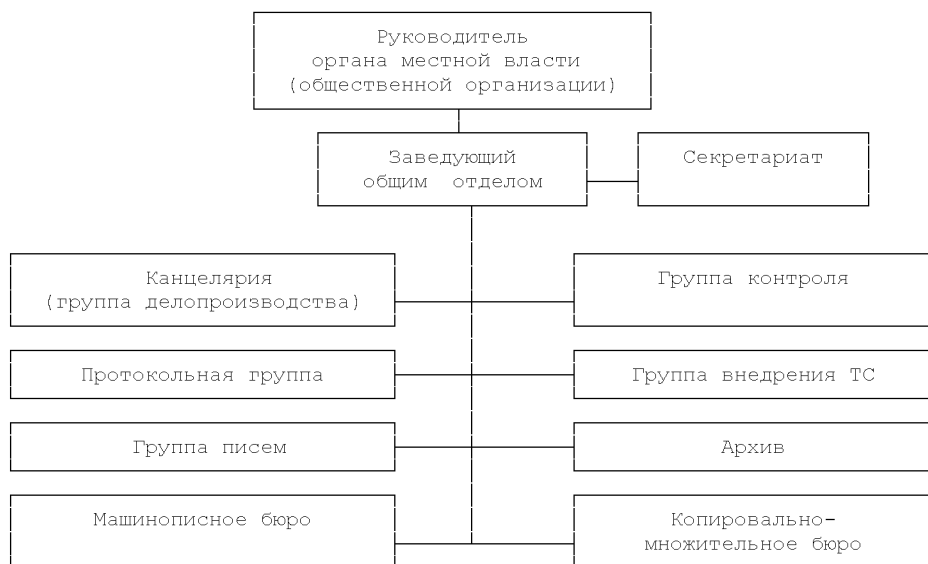 Руководитель
органа местной власти
(общественной организации)
Заведующий
общим отделом
Секретариат
Канцелярия
(группа делопроизводства)
Группа контроля
Протокольная группа
Группа внедрения ТС
Группа писем
Архив
Машинописное бюро
Копировально-
множительное бюро